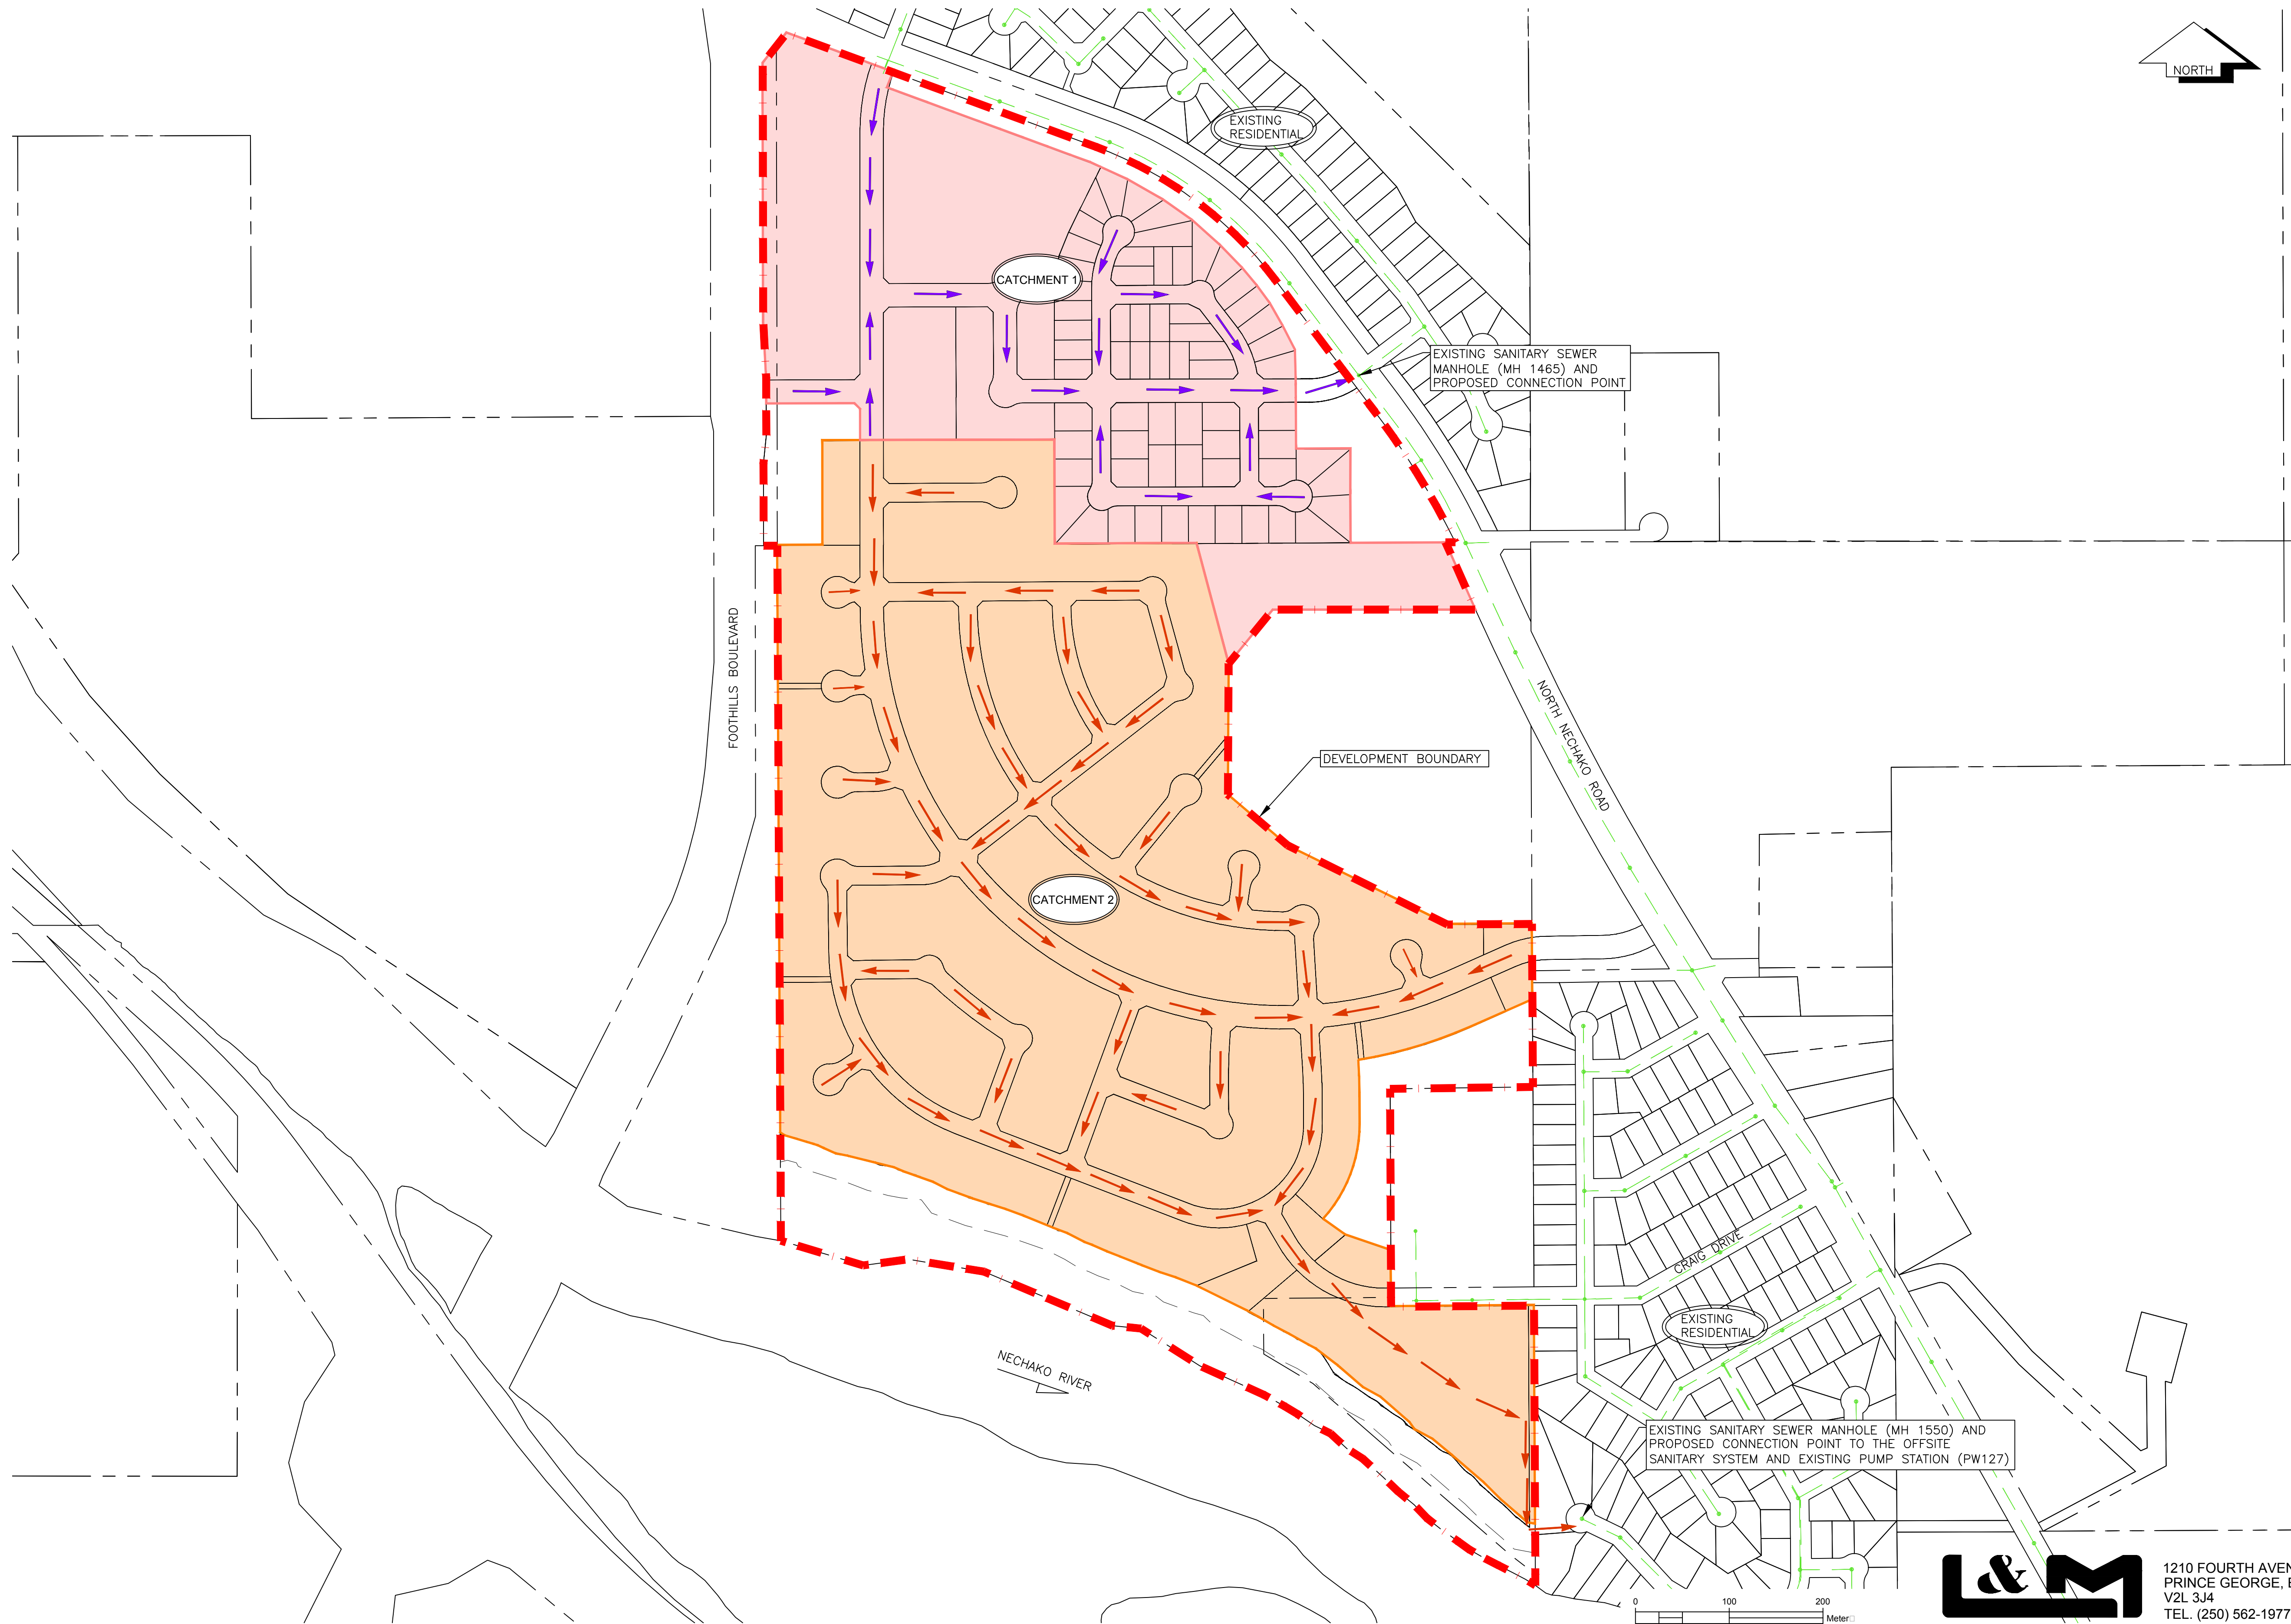 NORTH
EXISTING
RESIDENTIAL
CATCHMENT 1
EXISTING SANITARY SEWER
MANHOLE (MH 1465) AND
PROPOSED CONNECTION POINT
FOOTHILLS BOULEVARD
NORTH NECHAKO ROAD
DEVELOPMENT BOUNDARY
CATCHMENT 2
CRAIG DRIVE
EXISTING
RESIDENTIAL
NECHAKO RIVER
EXISTING SANITARY SEWER MANHOLE (MH 1550) AND
PROPOSED CONNECTION POINT TO THE OFFSITE
SANITARY SYSTEM AND EXISTING PUMP STATION (PW127)
0 100 200
Meter
L&M
1210 FOURTH AVEN
PRINCE GEORGE, B
V2L 3J4
TEL. (250) 562-1977